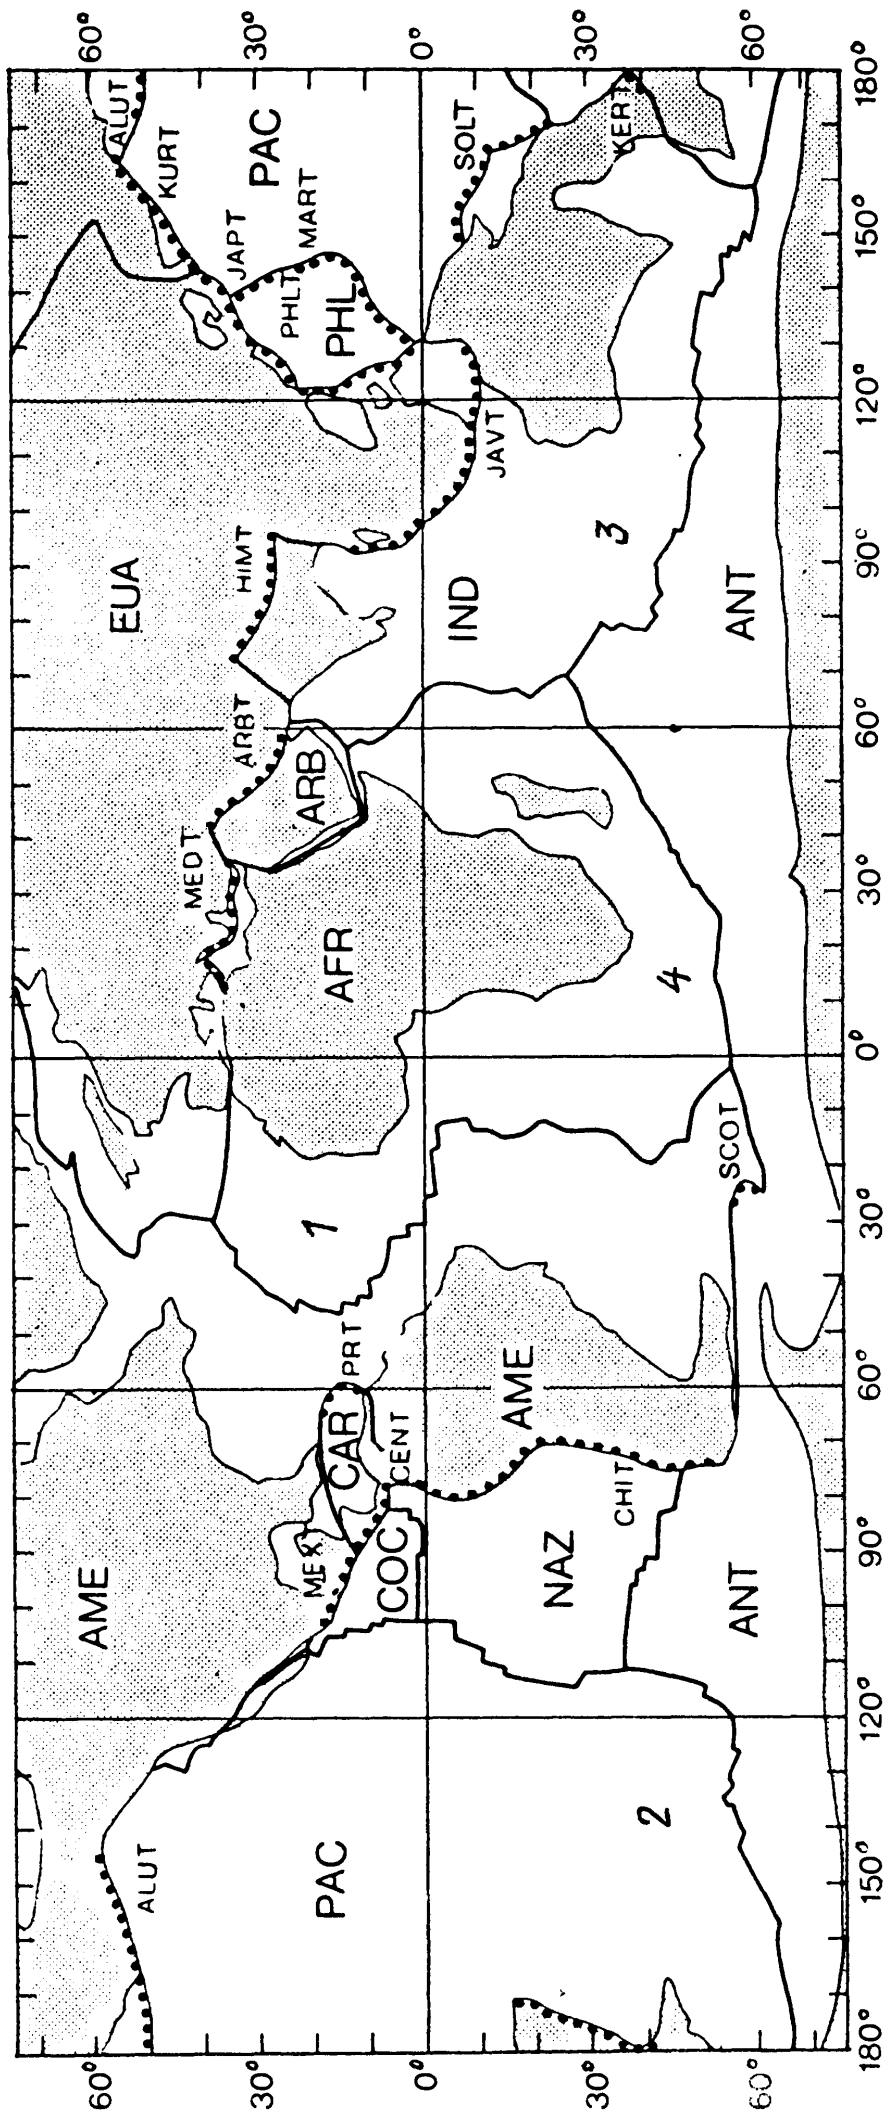 60° 30° 0° 30° 60°
180° 150° 120° 90° 60° 30° 0° 30° 60° 90° 120° 150° 180°
60° 30° 0° 30° 60°
ALUT
KURT
PAC
JAPT
MART
PHLT
PHL
SOLT
KERT
EUA
HIMT
JAVT
IND
3
ANT
ARBT
ARB
MEDT
AFR
4
SCOT
1
PRT
CAR
CENT
AME
AME
MEX
COC
CHIT
NAZ
ANT
ALUT
PAC
2